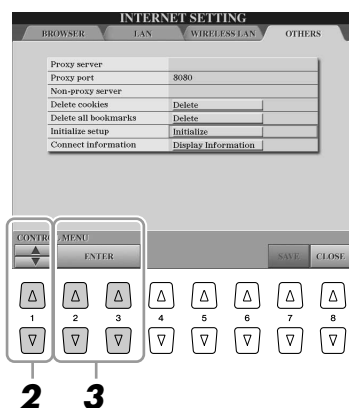 INTERNET SETTING
BROWSER LAN WIRELESS LAN OTHERS
Proxy server
Proxy port 8080
Non-proxy server
Delete cookies Delete
Delete all bookmarks Delete
Initialize setup Initialize
Connect information Display Information
CONTROL MENU
ENTER SAVE CLOSE
1 2 3 4 5 6 7 8
2 3